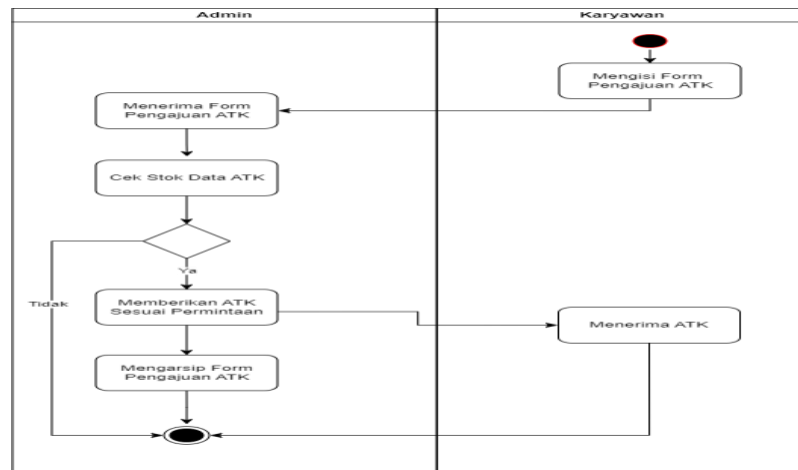 Admin
Karyawan
Mengisi Form
Pengajuan ATK
Menerima Form
Pengajuan ATK
Cek Stok Data ATK
Ya
Tidak
Memberikan ATK
Sesuai Permintaan
Menerima ATK
Mengarsip Form
Pengajuan ATK